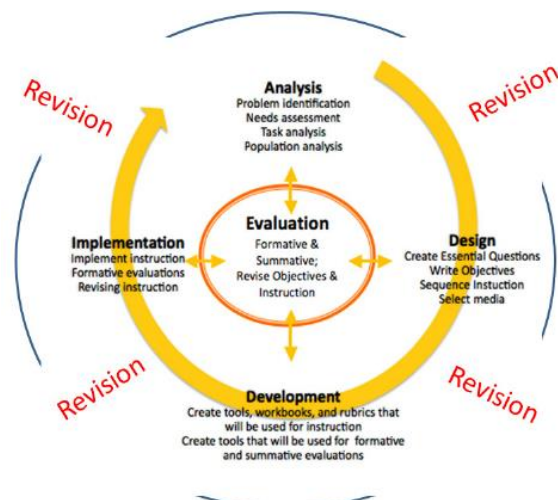 Revision
Revision
Analysis
Problem identification
Needs assessment
Task analysis
Population analysis
Evaluation
Formative &
Summative;
Revise Objectives &
Instruction
Implementation
Implement instruction
Formative evaluations
Revising instruction
Design
Create Essential Questions
Write Objectives
Sequence Instuction
Select media
Revision
Revision
Development
Create tools, workbooks, and rubrics that
will be used for instruction
Create tools that will be used for formative
and summative evaluations